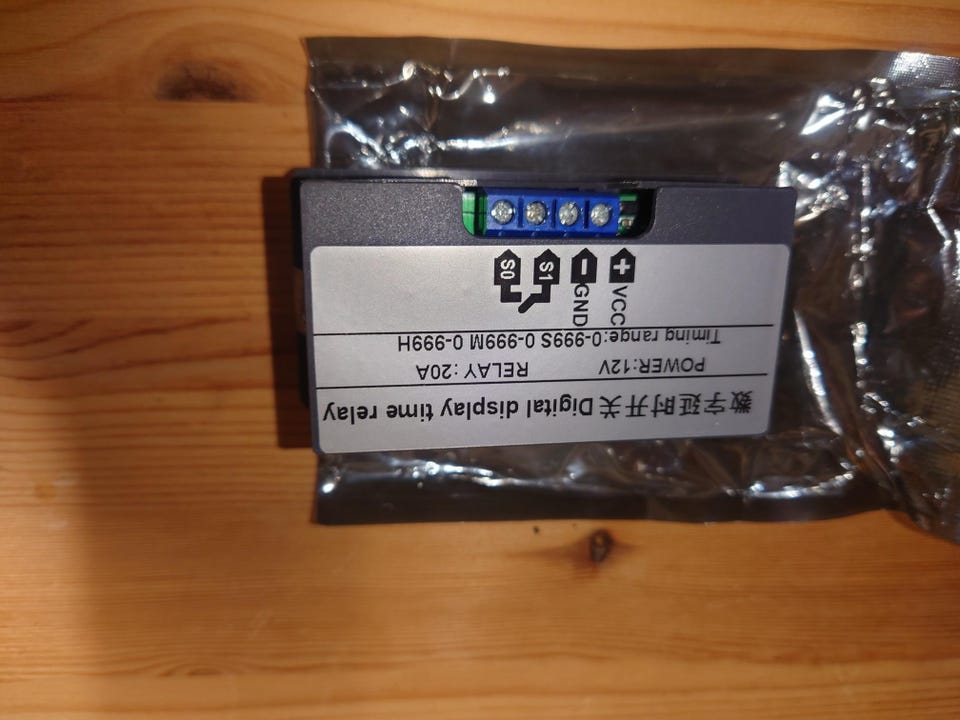 数字延时开关 Digital display time relay
POWER:12V RELAY:20A
Timing range:0-999S 0-999M 0-999H
+ VCC
- GND
S1
S0